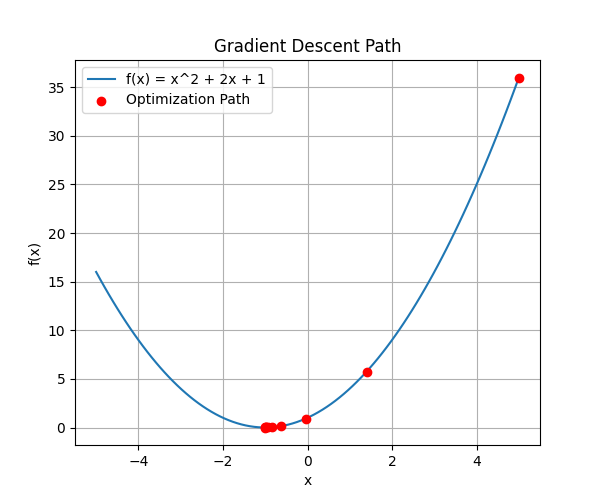 Gradient Descent Path
f(x) = x^2 + 2x + 1
Optimization Path
35
30
25
20
15
10
5
0
f(x)
−4
−2
0
2
4
x